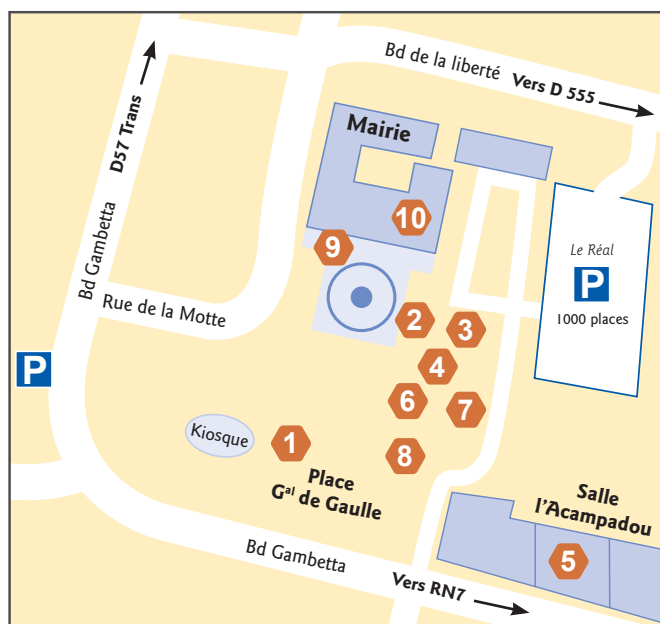 Bd de la liberté Vers D 555
D57 Trans
Bd Gambetta
Mairie
10
9
Le Réal
P
1000 places
Rue de la Motte
2
3
4
P
6
7
Kiosque
1
8
Place
Gal de Gaulle
Salle
l'Acampadou
5
Bd Gambetta
Vers RN7